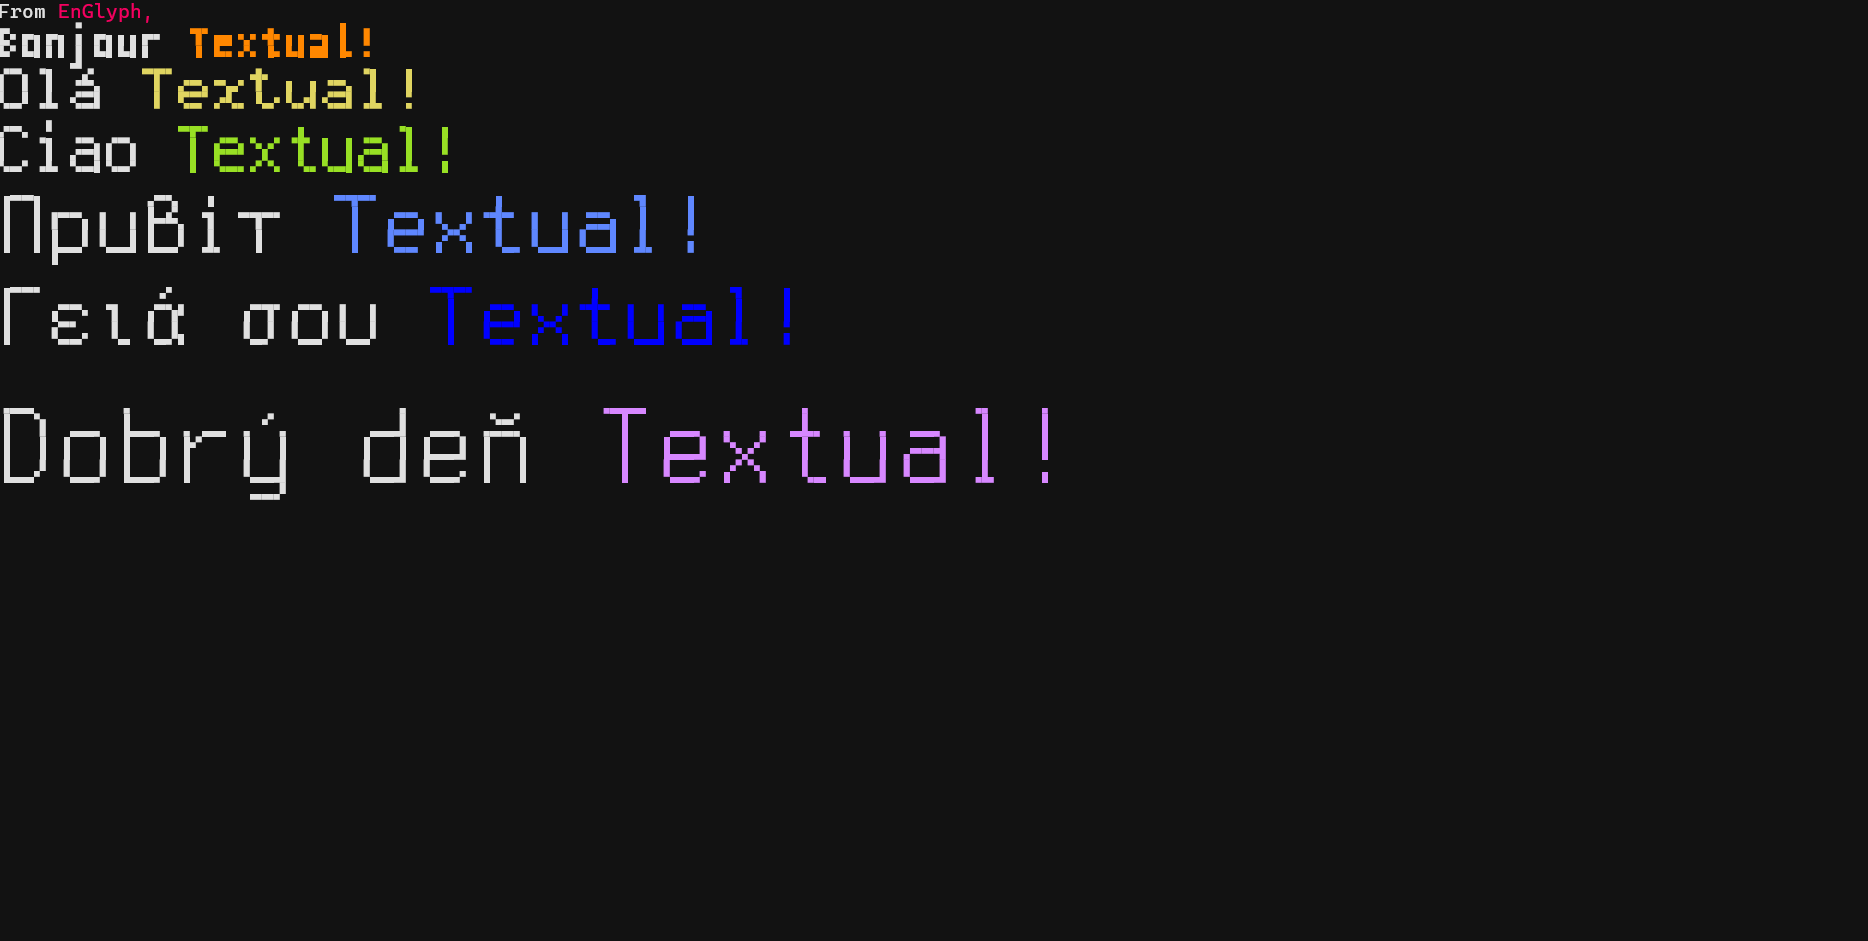 From EnGlyph,
Bonjour Textual!
Olá Textual!
Ciao Textual!
Привіт Textual!
Γειά σου Textual!
Dobrý deň Textual!